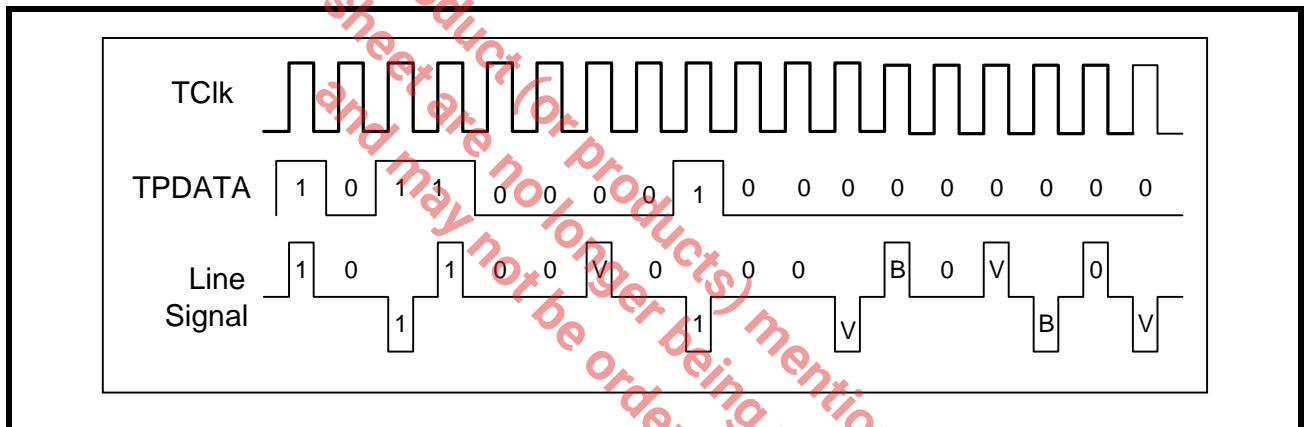 TClk
TPDATA 1 0 1 1 0 0 0 0 1 0 0 0 0 0 0 0 0 0
Line Signal 1 0 1 1 0 0 V 0 1 0 0 V B 0 V B 0 V
product (or products) mentio
sheet are no longer being
and may not be order